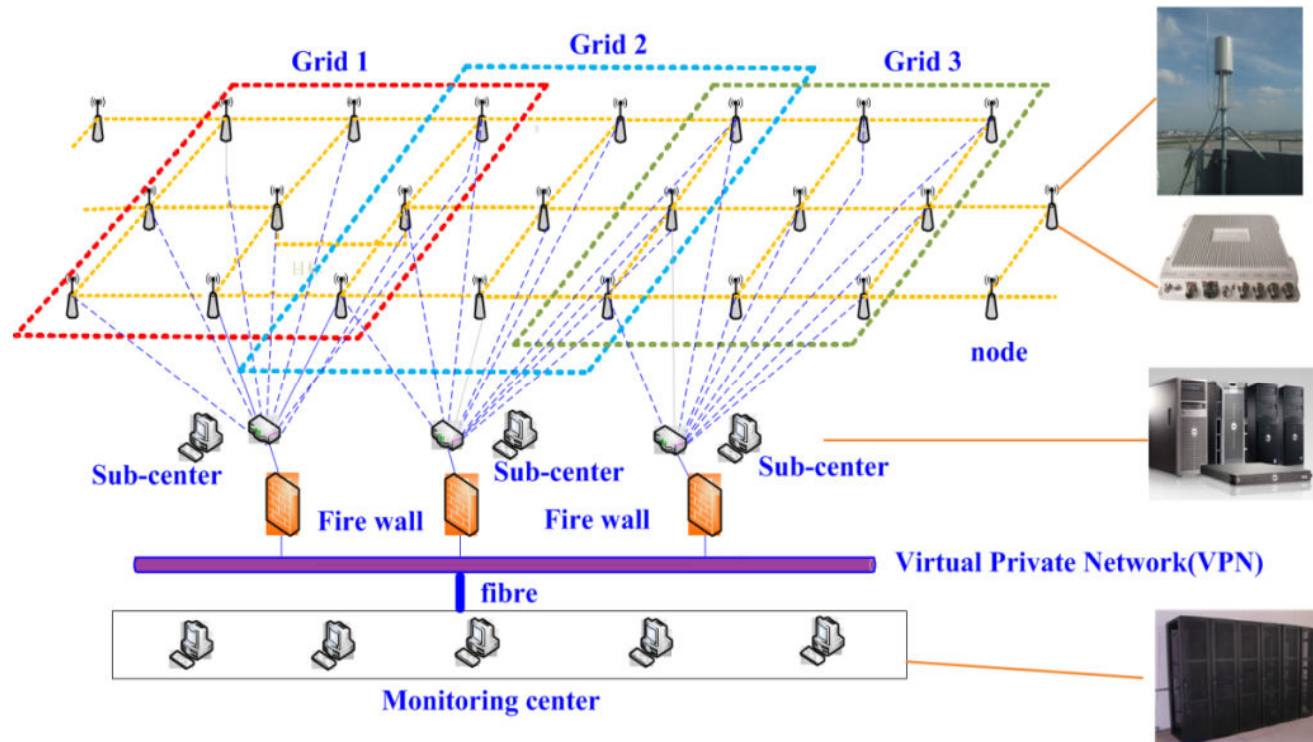 Grid 1
Grid 2
Grid 3
node
Sub-center
Sub-center
Sub-center
Fire wall
Fire wall
Virtual Private Network(VPN)
fibre
Monitoring center